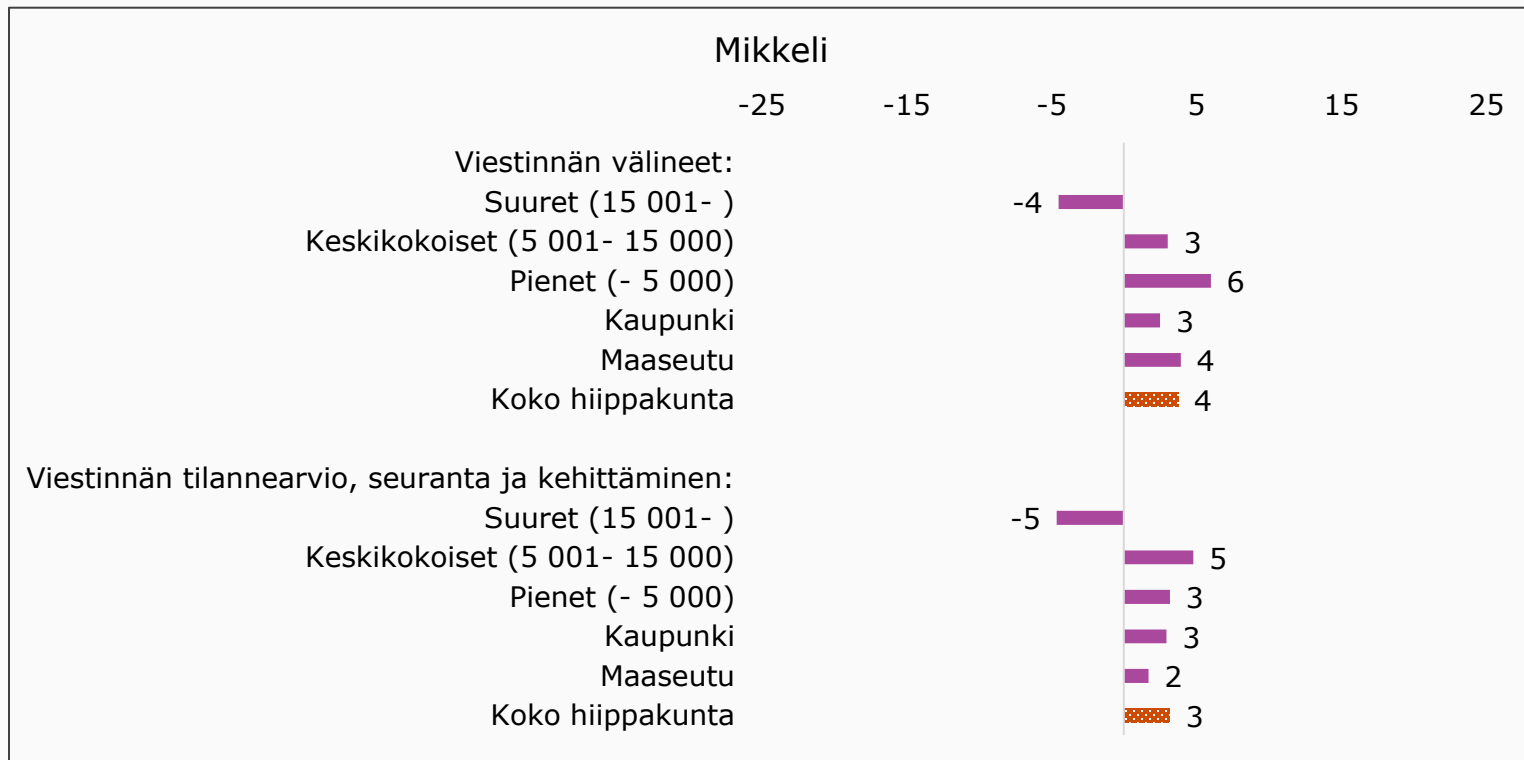 Mikkeli
-25 -15 -5 5 15 25
Viestinnän välineet:
Suuret (15 001- ) -4
Keskikokoiset (5 001- 15 000) 3
Pienet (- 5 000) 6
Kaupunki 3
Maaseutu 4
Koko hiippakunta 4
Viestinnän tilannearvio, seuranta ja kehittäminen:
Suuret (15 001- ) -5
Keskikokoiset (5 001- 15 000) 5
Pienet (- 5 000) 3
Kaupunki 3
Maaseutu 2
Koko hiippakunta 3